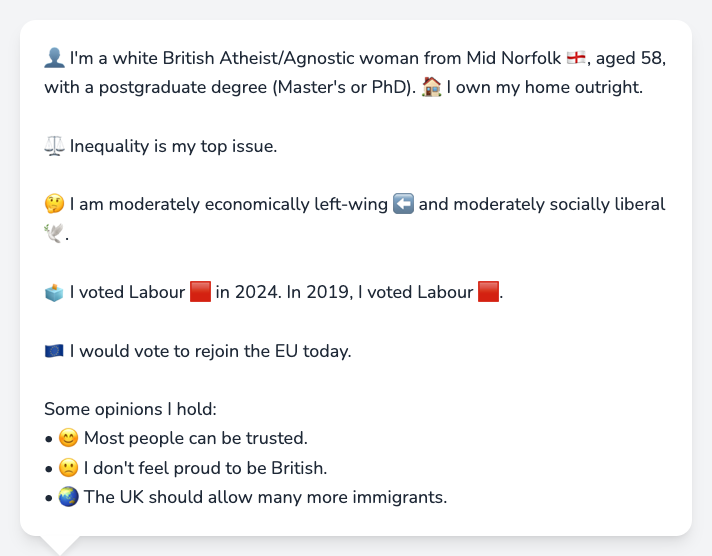 👤 I'm a white British Atheist/Agnostic woman from Mid Norfolk 🏴󠁧󠁢󠁥󠁮󠁧󠁿, aged 58,
with a postgraduate degree (Master's or PhD). 🏠 I own my home outright.
⚖️ Inequality is my top issue.
🤔 I am moderately economically left-wing ⬅️ and moderately socially liberal
🕊️.
🗳️ I voted Labour 🟥 in 2024. In 2019, I voted Labour 🟥.
🇪🇺 I would vote to rejoin the EU today.
Some opinions I hold:
• 😊 Most people can be trusted.
• 🙁 I don't feel proud to be British.
• 🌏 The UK should allow many more immigrants.